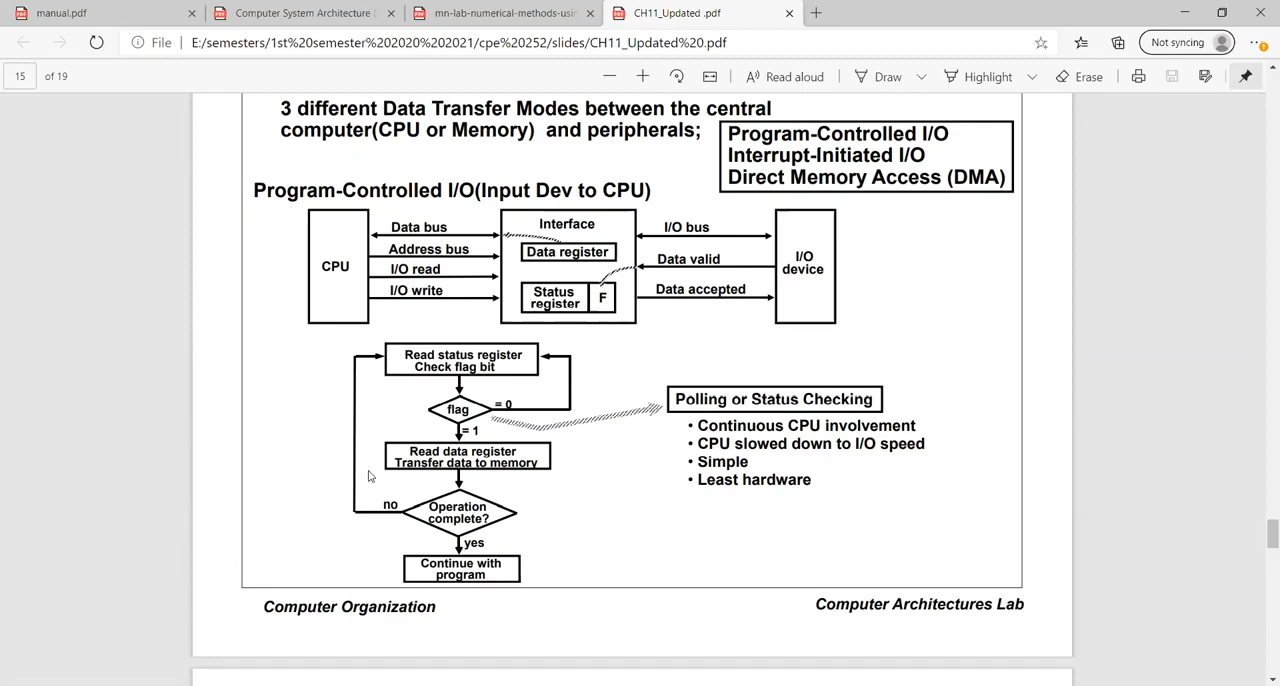 manual.pdf
Computer System Architecture (
mn-lab-numerical-methods-usin
CH11_Updated .pdf
File
E:/semesters/1st%20semester%202020%202021/cpe%20252/slides/CH11_Updated%20.pdf
Not syncing
15 of 19
Read aloud
Draw
Highlight
Erase
3 different Data Transfer Modes between the central
computer(CPU or Memory) and peripherals;
Program-Controlled I/O
Interrupt-Initiated I/O
Direct Memory Access (DMA)
Program-Controlled I/O(Input Dev to CPU)
CPU
Data bus
Address bus
I/O read
I/O write
Interface
Data register
Status
register
F
I/O bus
Data valid
Data accepted
I/O
device
Read status register
Check flag bit
flag
= 0
= 1
Read data register
Transfer data to memory
no
Operation
complete?
yes
Continue with
program
Polling or Status Checking
• Continuous CPU involvement
• CPU slowed down to I/O speed
• Simple
• Least hardware
Computer Organization
Computer Architectures Lab